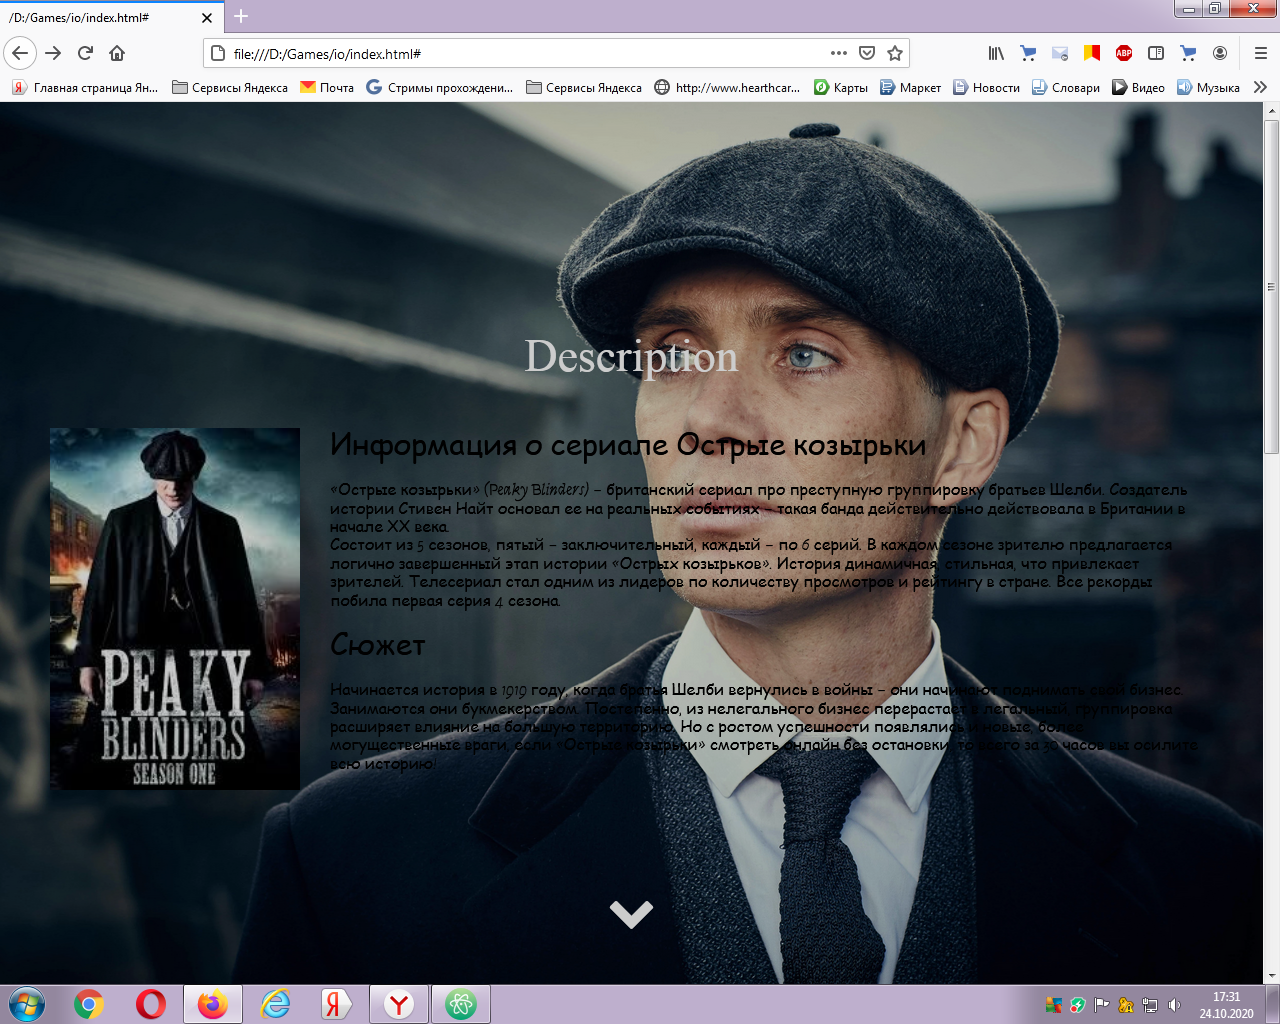 /D:/Games/io/index.html#
file:///D:/Games/io/index.html#
ABP
Я Главная страница Ян...
Сервисы Яндекса
Почта
Стримы прохождени...
Сервисы Яндекса
http://www.hearthcar...
Карты
Маркет
Новости
Словари
Видео
Музыка
Description
Информация о сериале Острые козырьки
«Острые козырьки» (Peaky Blinders) – британский сериал про преступную группировку братьев Шелби. Создатель
истории Стивен Найт основал ее на реальных событиях – такая банда действительно действовала в Британии в
начале XX века.
Состоит из 5 сезонов, пятый – заключительный, каждый – по 6 серий. В каждом сезоне зрителю предлагается
логично завершенный этап истории «Острых козырьков». История динамичная, стильная, что привлекает
зрителей. Телесериал стал одним из лидеров по количеству просмотров и рейтингу в стране. Все рекорды
побила первая серия 4 сезона.
PEAKY
BLINDERS
SEASON ONE
Сюжет
Начинается история в 1919 году, когда братья Шелби вернулись в войны – они начинают поднимать свой бизнес.
Занимаются они букмекерством. Постепенно, из нелегального бизнес перерастает в легальный, группировка
расширяет влияние на большую территорию. Но с ростом успешности появлялись и новые, более
могущественные враги, если «Острые козырьки» смотреть онлайн без остановки, то всего за 30 часов вы осилите
всю историю!
17:31
24.10.2020